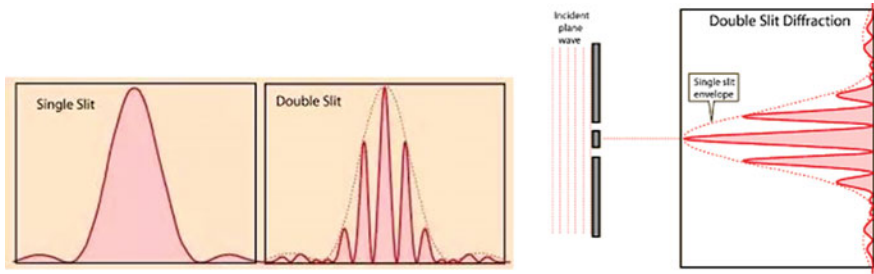 Single Slit
Double Slit
Incident
plane
wave
Double Slit Diffraction
Single slit
envelope